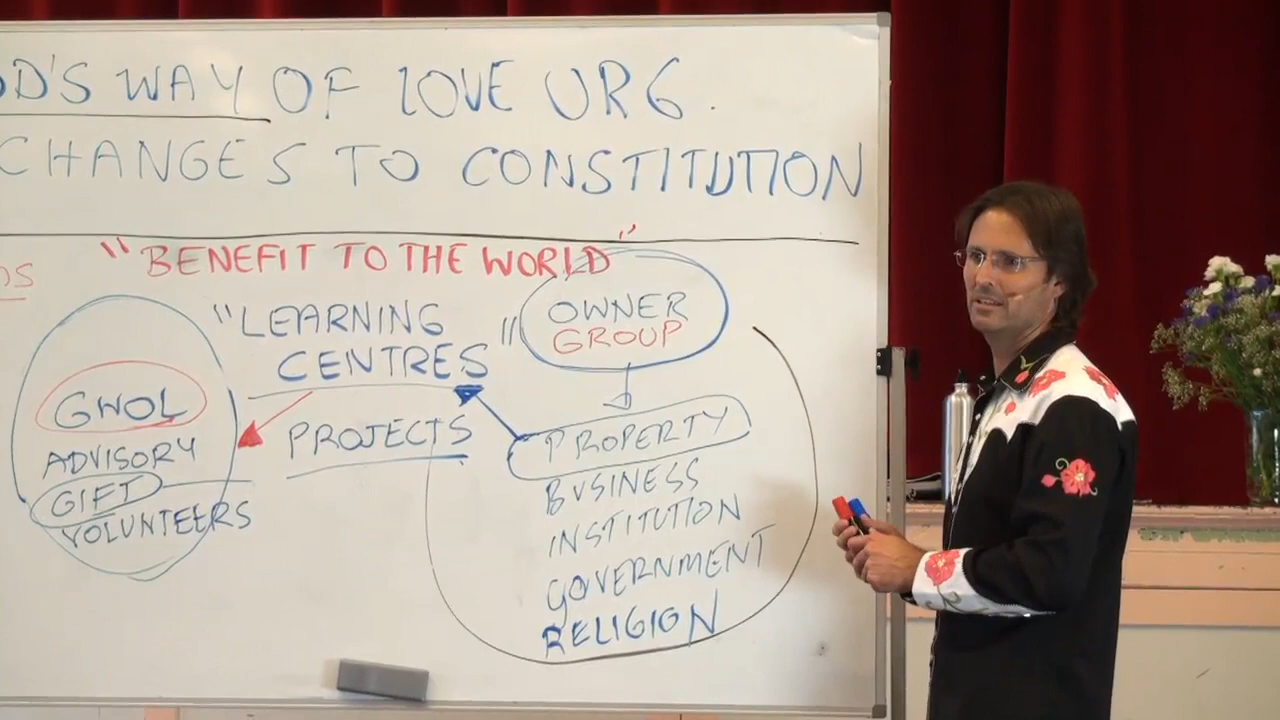 OD'S WAY OF LOVE URG.
CHANGES TO CONSTITUTION
"BENEFIT TO THE WORLD"
"LEARNING
CENTRES"
OWNER
GROUP
GWOL
ADVISORY
GIFT
VOLUNTEERS
PROJECTS
PROPERTY
BUSINESS
INSTITUTION
GOVERNMENT
RELIGION